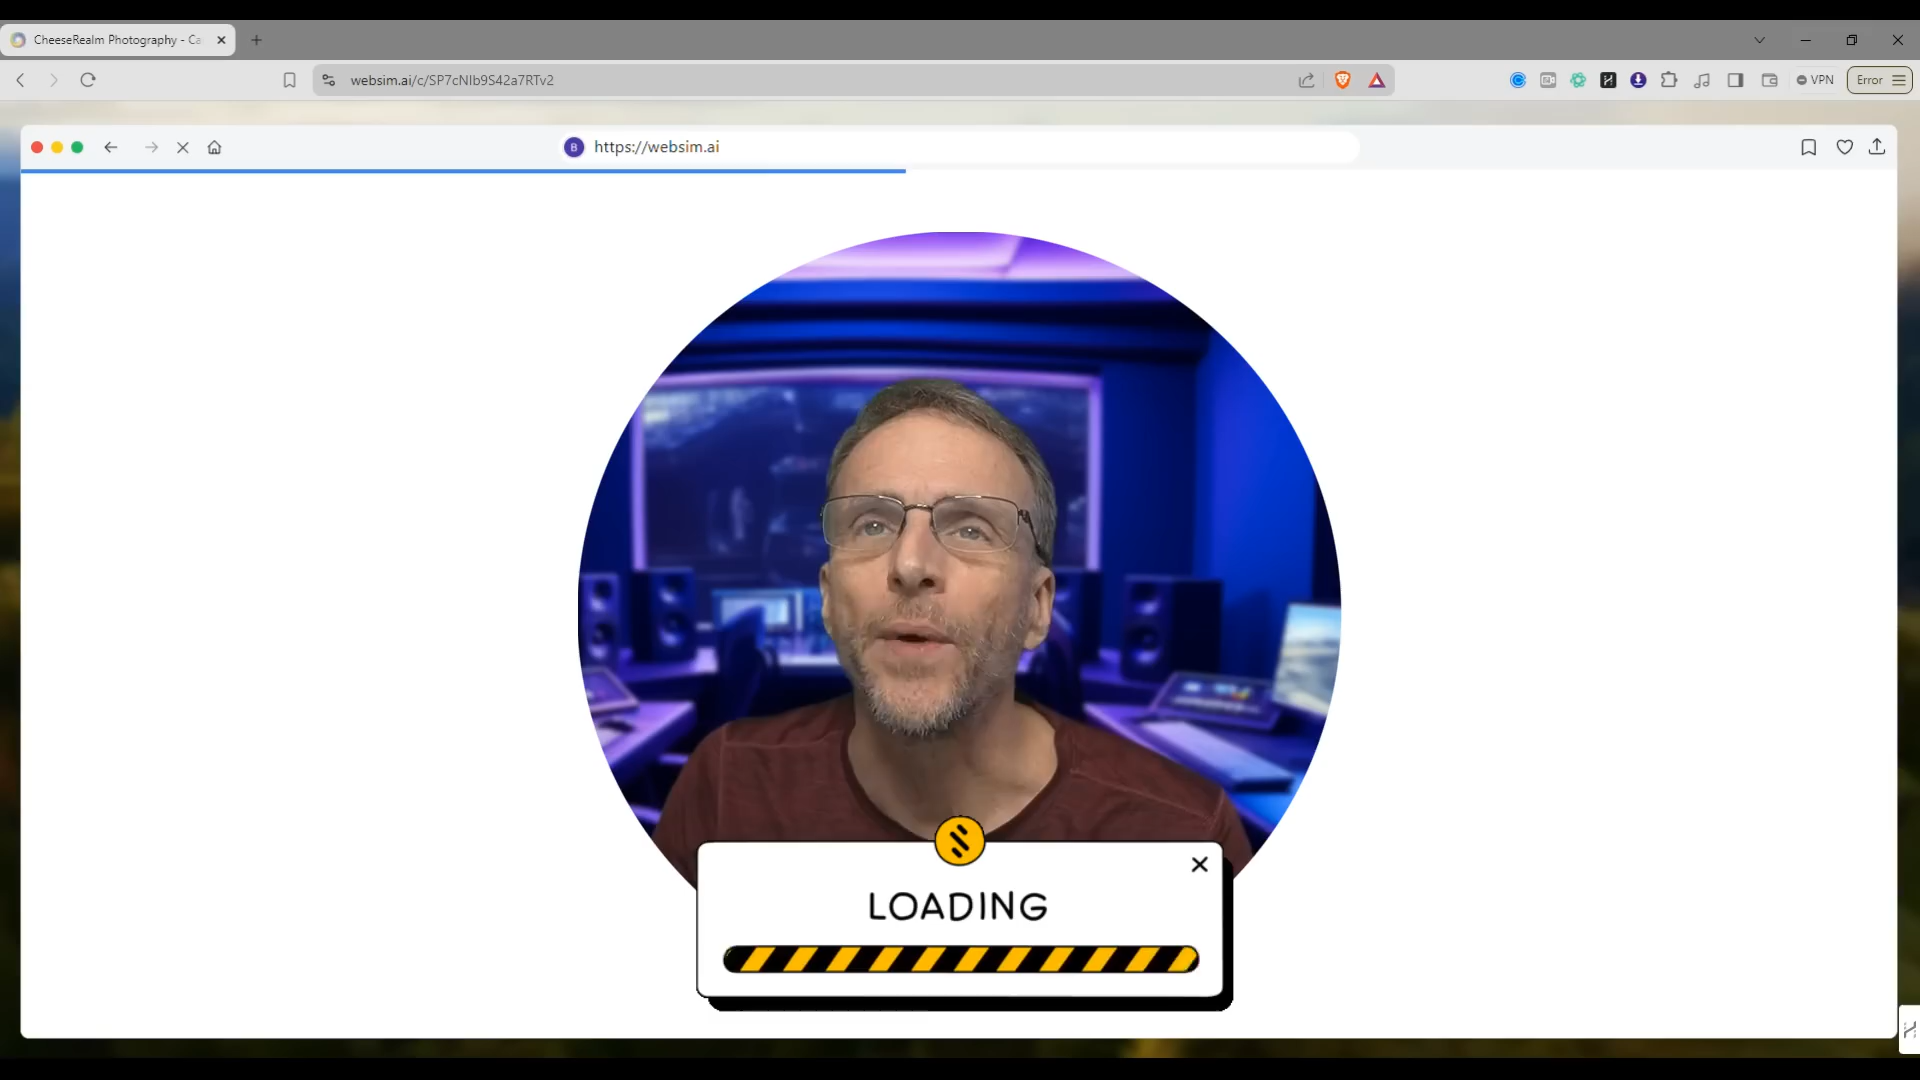 CheeseRealm Photography - Ca
websim.ai/c/SP7cNIb9S42a7RTv2
VPN
Error
B
https://websim.ai
LOADING